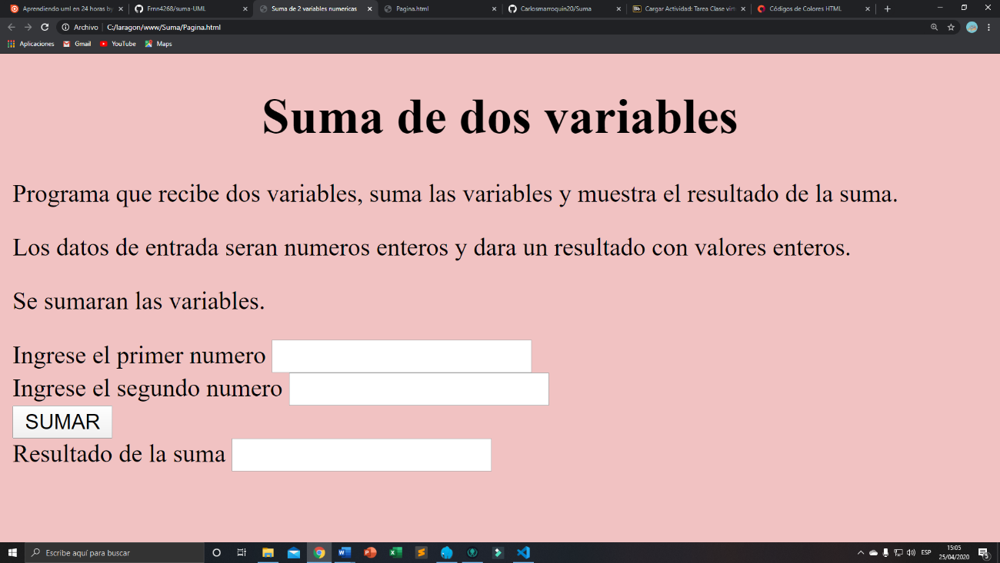 Aprendiendo uml en 24 horas by
Frnn4268/suma-UML
Suma de 2 variables numericas
Pagina.html
Carlosmarroquin20/Suma
Bb Cargar Actividad: Tarea Clase virt
Códigos de Colores HTML
Archivo C:/laragon/www/Suma/Pagina.html
Aplicaciones Gmail YouTube Maps
Suma de dos variables
Programa que recibe dos variables, suma las variables y muestra el resultado de la suma.
Los datos de entrada seran numeros enteros y dara un resultado con valores enteros.
Se sumaran las variables.
Ingrese el primer numero
Ingrese el segundo numero
SUMAR
Resultado de la suma
Escribe aquí para buscar
ESP
15:05
25/04/2020
5